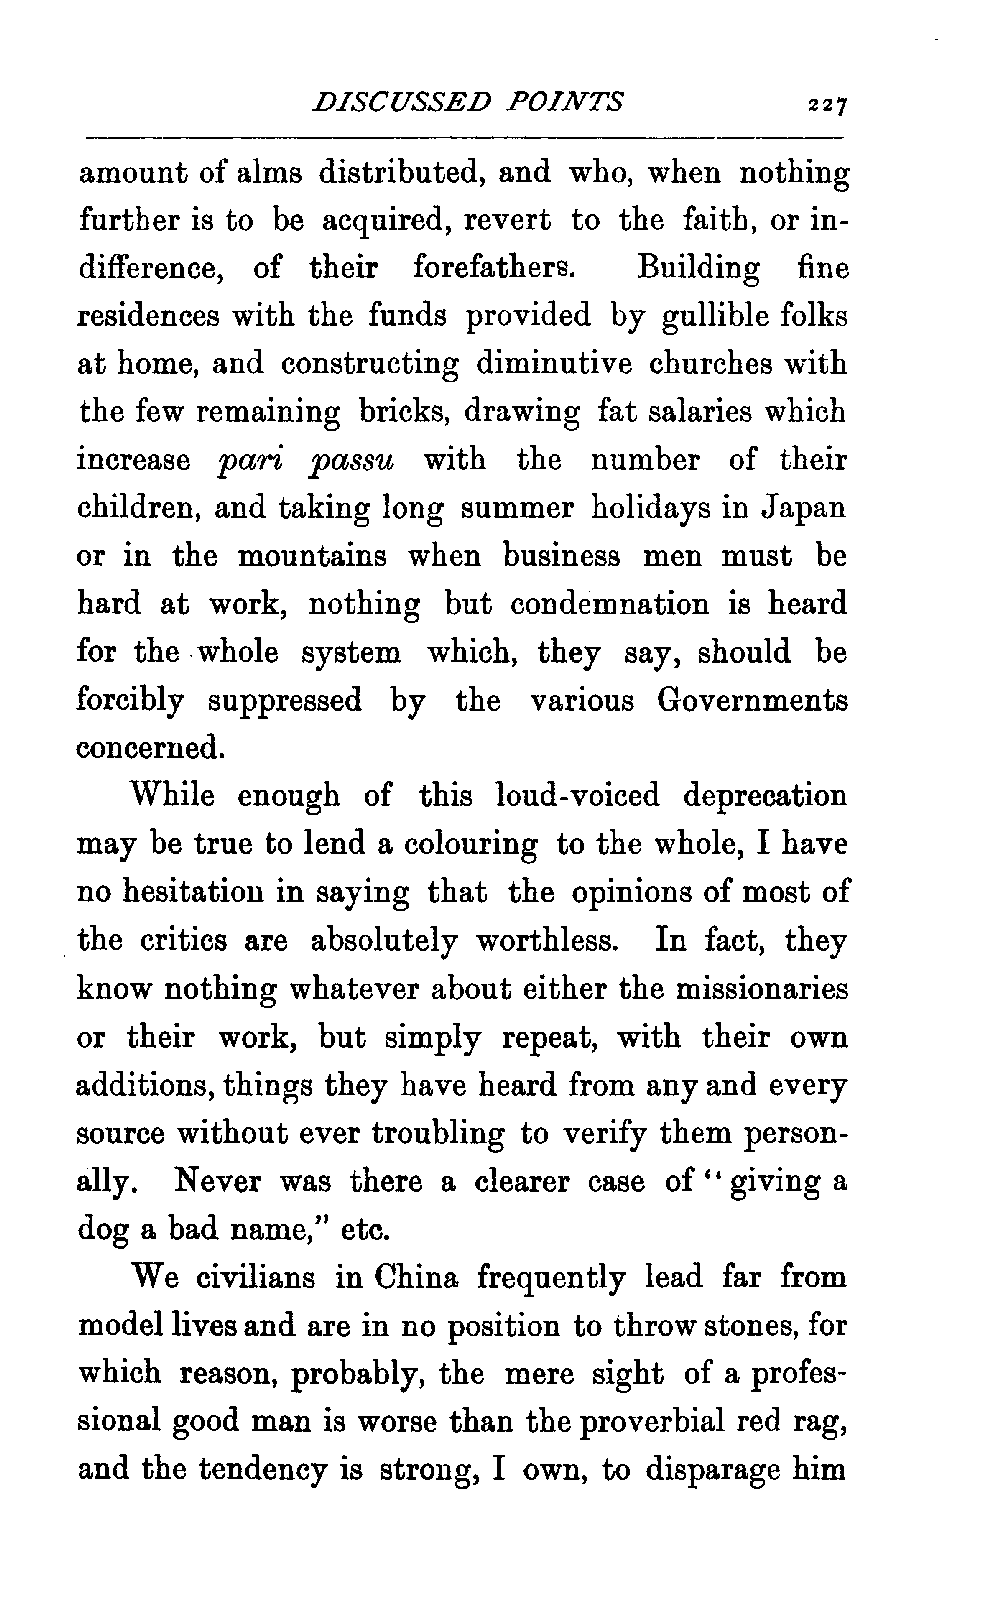 DISCUSSED POINTS 227
amount of alms distributed, and who, when nothing
further is to be acquired, revert to the faith, or in-
difference, of their forefathers. Building fine
residences with the funds provided by gullible folks
at home, and constructing diminutive churches with
the few remaining bricks, drawing fat salaries which
increase pari passu with the number of their
children, and taking long summer holidays in Japan
or in the mountains when business men must be
hard at work, nothing but condemnation is heard
for the whole system which, they say, should be
forcibly suppressed by the various Governments
concerned.
While enough of this loud-voiced deprecation
may be true to lend a colouring to the whole, I have
no hesitation in saying that the opinions of most of
the critics are absolutely worthless. In fact, they
know nothing whatever about either the missionaries
or their work, but simply repeat, with their own
additions, things they have heard from any and every
source without ever troubling to verify them person-
ally. Never was there a clearer case of “giving a
dog a bad name,” etc.
We civilians in China frequently lead far from
model lives and are in no position to throw stones, for
which reason, probably, the mere sight of a profes-
sional good man is worse than the proverbial red rag,
and the tendency is strong, I own, to disparage him